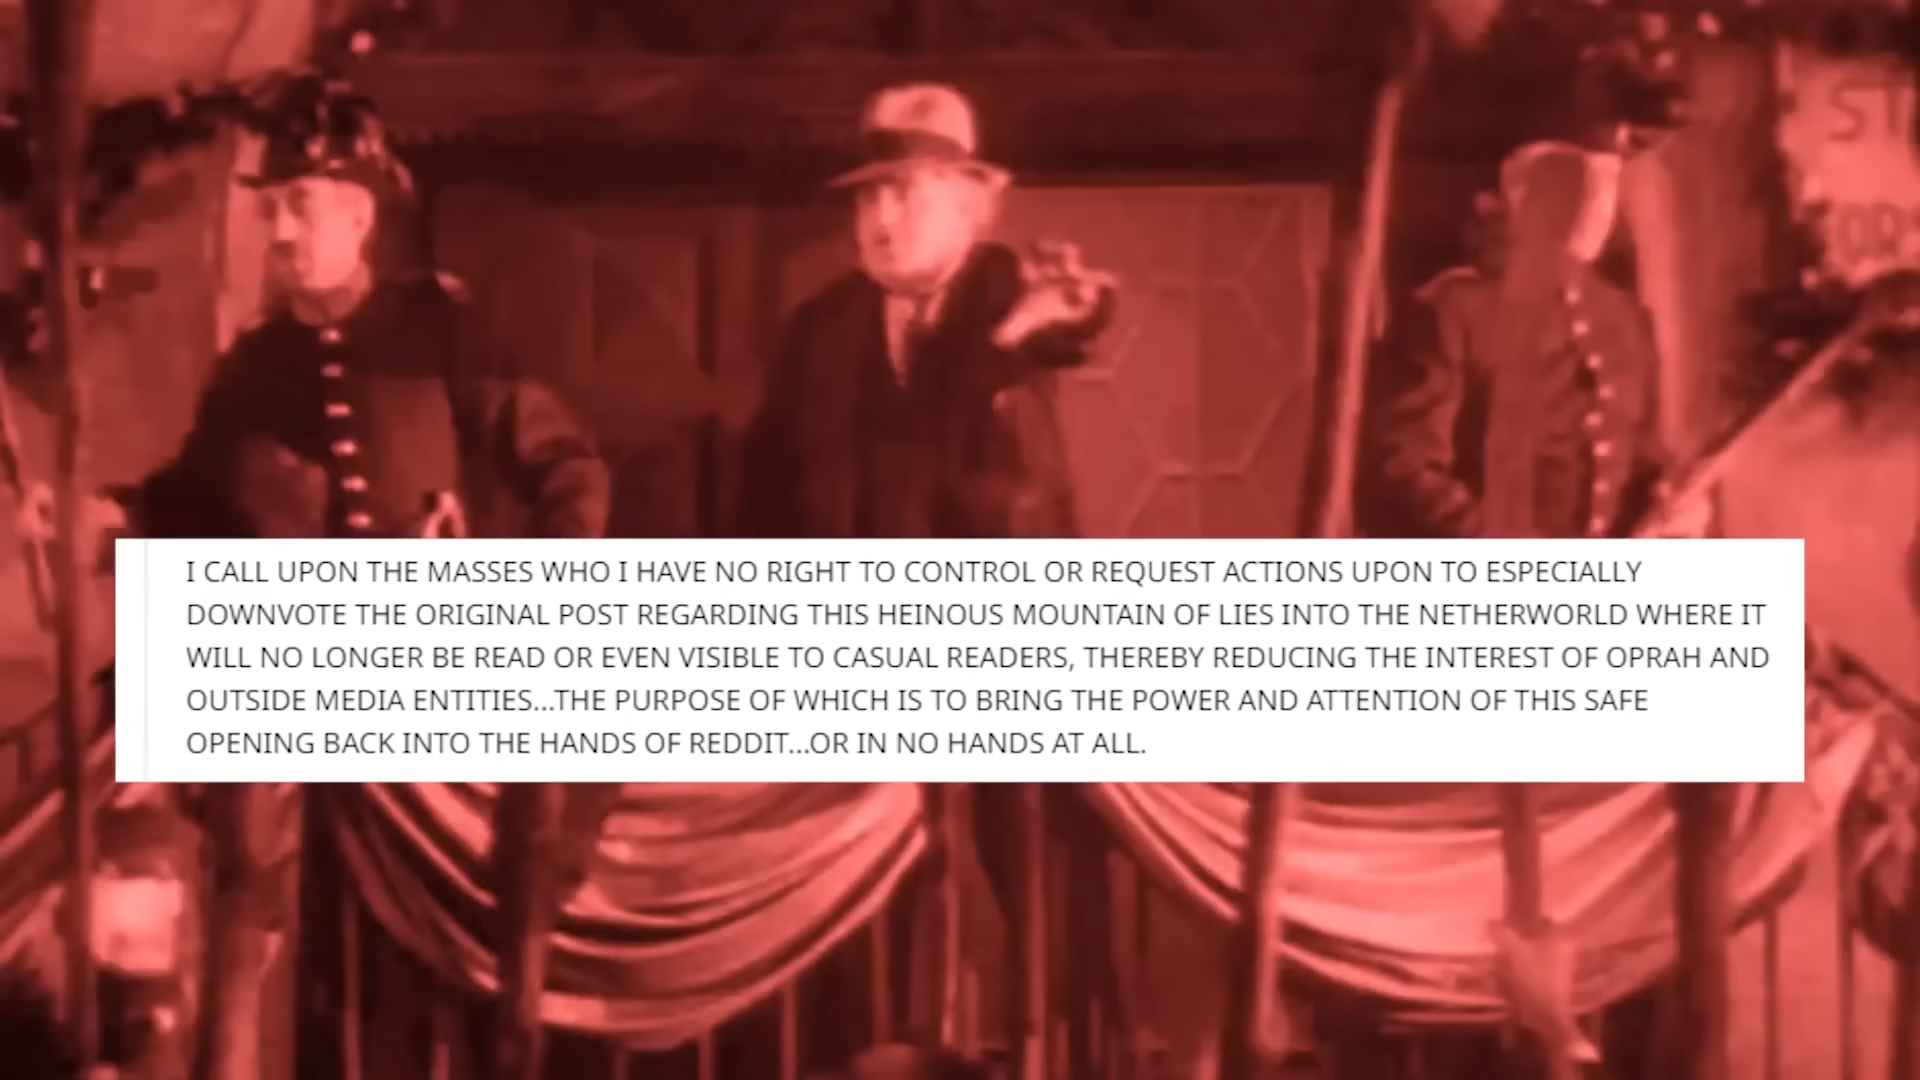 I CALL UPON THE MASSES WHO I HAVE NO RIGHT TO CONTROL OR REQUEST ACTIONS UPON TO ESPECIALLY
DOWNVOTE THE ORIGINAL POST REGARDING THIS HEINOUS MOUNTAIN OF LIES INTO THE NETHERWORLD WHERE IT
WILL NO LONGER BE READ OR EVEN VISIBLE TO CASUAL READERS, THEREBY REDUCING THE INTEREST OF OPRAH AND
OUTSIDE MEDIA ENTITIES...THE PURPOSE OF WHICH IS TO BRING THE POWER AND ATTENTION OF THIS SAFE
OPENING BACK INTO THE HANDS OF REDDIT...OR IN NO HANDS AT ALL.